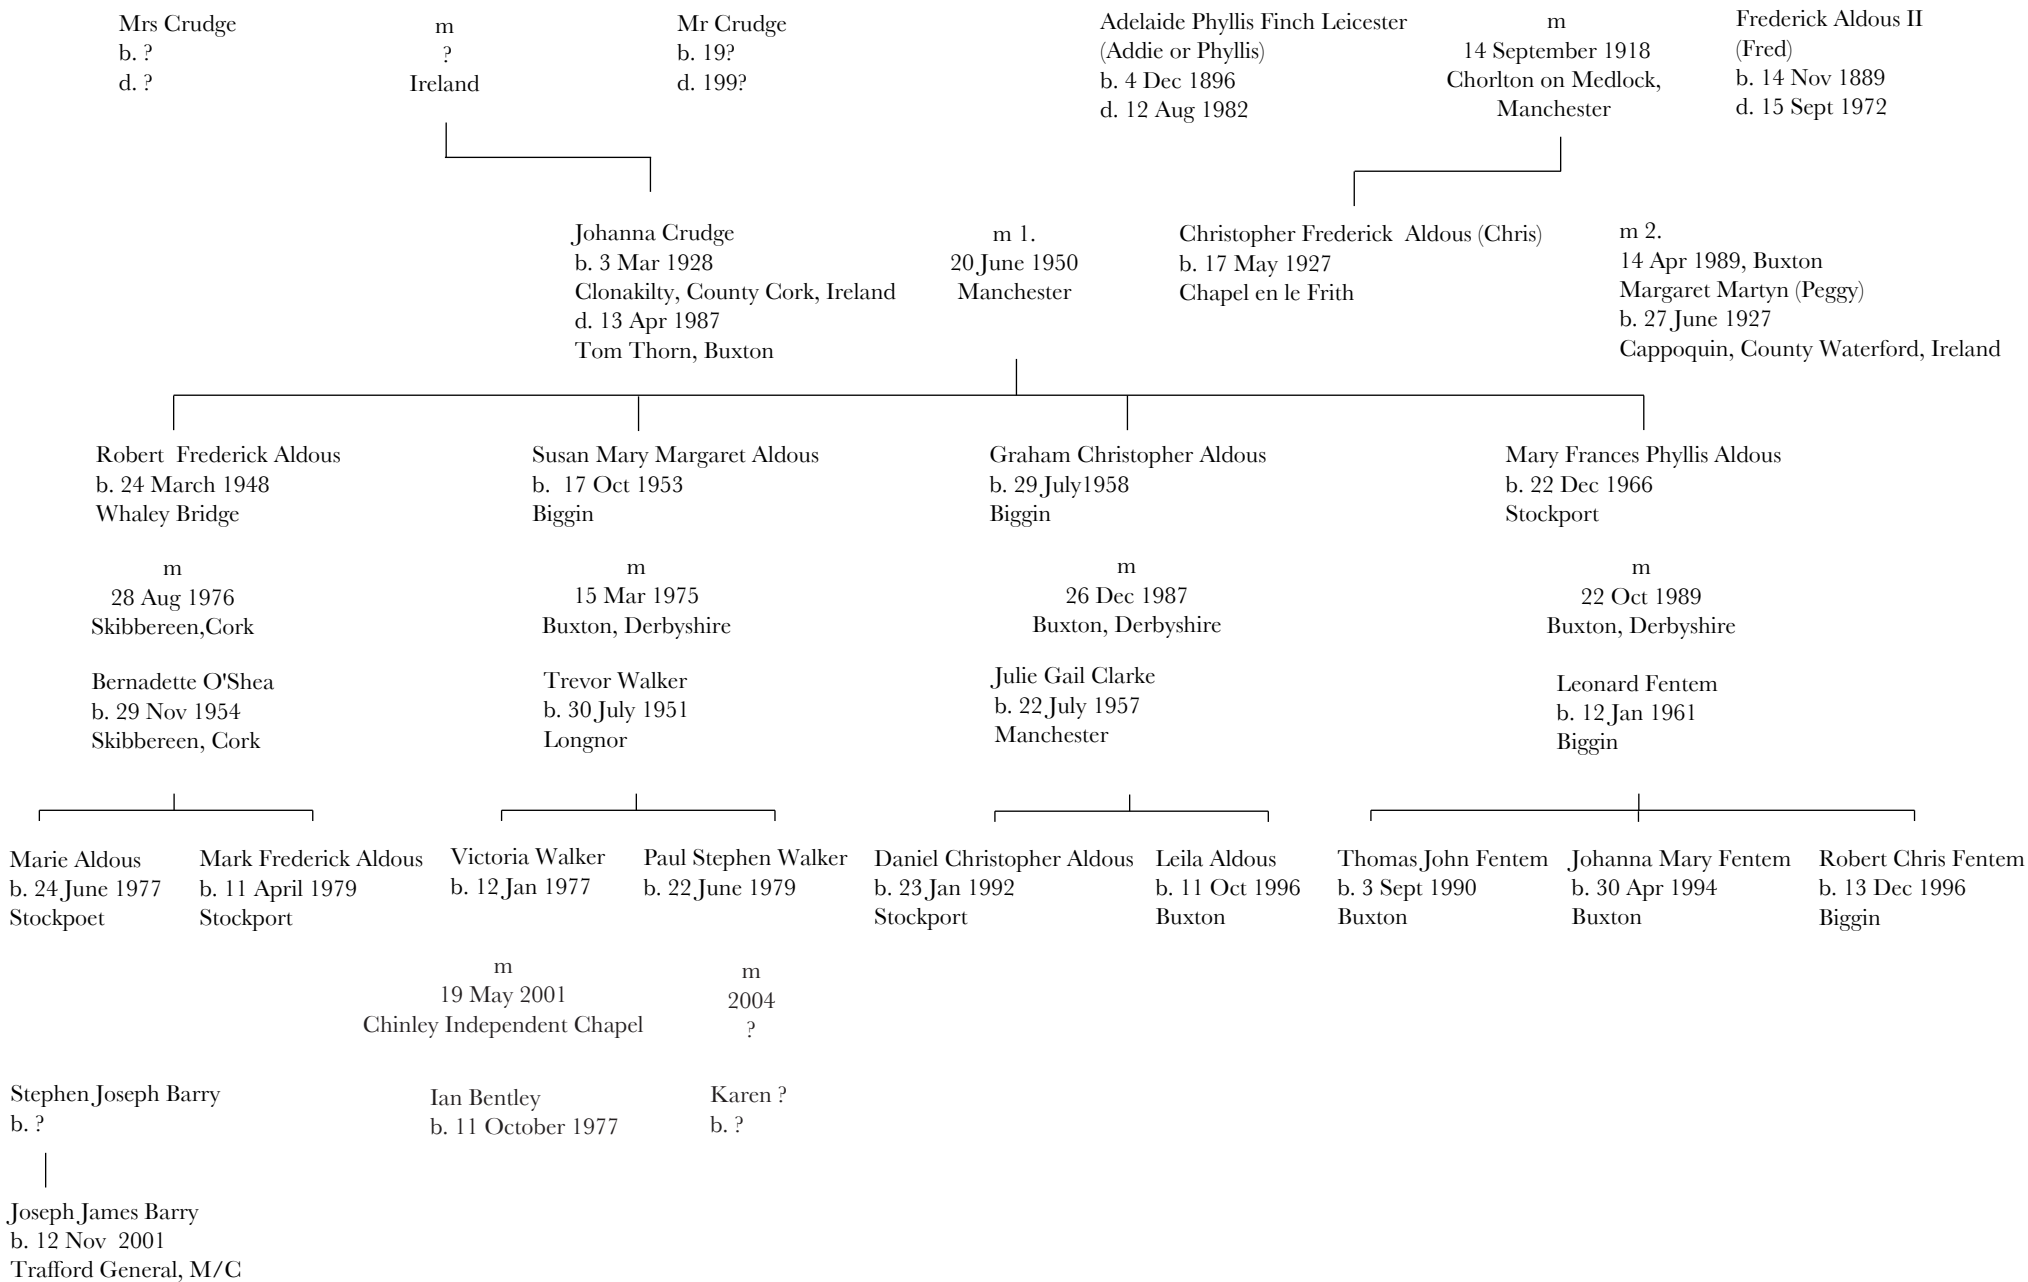 Mrs Crudge
b. ?
d. ?
m
?
Ireland
Mr Crudge
b. 19?
d. 199?
Adelaide Phyllis Finch Leicester
(Addie or Phyllis)
b. 4 Dec 1896
d. 12 Aug 1982
m
14 September 1918
Chorlton on Medlock,
Manchester
Frederick Aldous II
(Fred)
b. 14 Nov 1889
d. 15 Sept 1972
Johanna Crudge
b. 3 Mar 1928
Clonakilty, County Cork, Ireland
d. 13 Apr 1987
Tom Thorn, Buxton
m 1.
20 June 1950
Manchester
Christopher Frederick Aldous (Chris)
b. 17 May 1927
Chapel en le Frith
m 2.
14 Apr 1989, Buxton
Margaret Martyn (Peggy)
b. 27 June 1927
Cappoquin, County Waterford, Ireland
Robert Frederick Aldous
b. 24 March 1948
Whaley Bridge
m
28 Aug 1976
Skibbereen,Cork
Bernadette O'Shea
b. 29 Nov 1954
Skibbereen, Cork
Susan Mary Margaret Aldous
b. 17 Oct 1953
Biggin
m
15 Mar 1975
Buxton, Derbyshire
Trevor Walker
b. 30 July 1951
Longnor
Graham Christopher Aldous
b. 29 July1958
Biggin
m
26 Dec 1987
Buxton, Derbyshire
Julie Gail Clarke
b. 22 July 1957
Manchester
Mary Frances Phyllis Aldous
b. 22 Dec 1966
Stockport
m
22 Oct 1989
Buxton, Derbyshire
Leonard Fentem
b. 12 Jan 1961
Biggin
Marie Aldous
b. 24 June 1977
Stockpoet
Mark Frederick Aldous
b. 11 April 1979
Stockport
Victoria Walker
b. 12 Jan 1977
Paul Stephen Walker
b. 22 June 1979
Daniel Christopher Aldous
b. 23 Jan 1992
Stockport
Leila Aldous
b. 11 Oct 1996
Buxton
Thomas John Fentem
b. 3 Sept 1990
Buxton
Johanna Mary Fentem
b. 30 Apr 1994
Buxton
Robert Chris Fentem
b. 13 Dec 1996
Biggin
m
19 May 2001
Chinley Independent Chapel
m
2004
?
Stephen Joseph Barry
b. ?
Ian Bentley
b. 11 October 1977
Karen ?
b. ?
Joseph James Barry
b. 12 Nov 2001
Trafford General, M/C